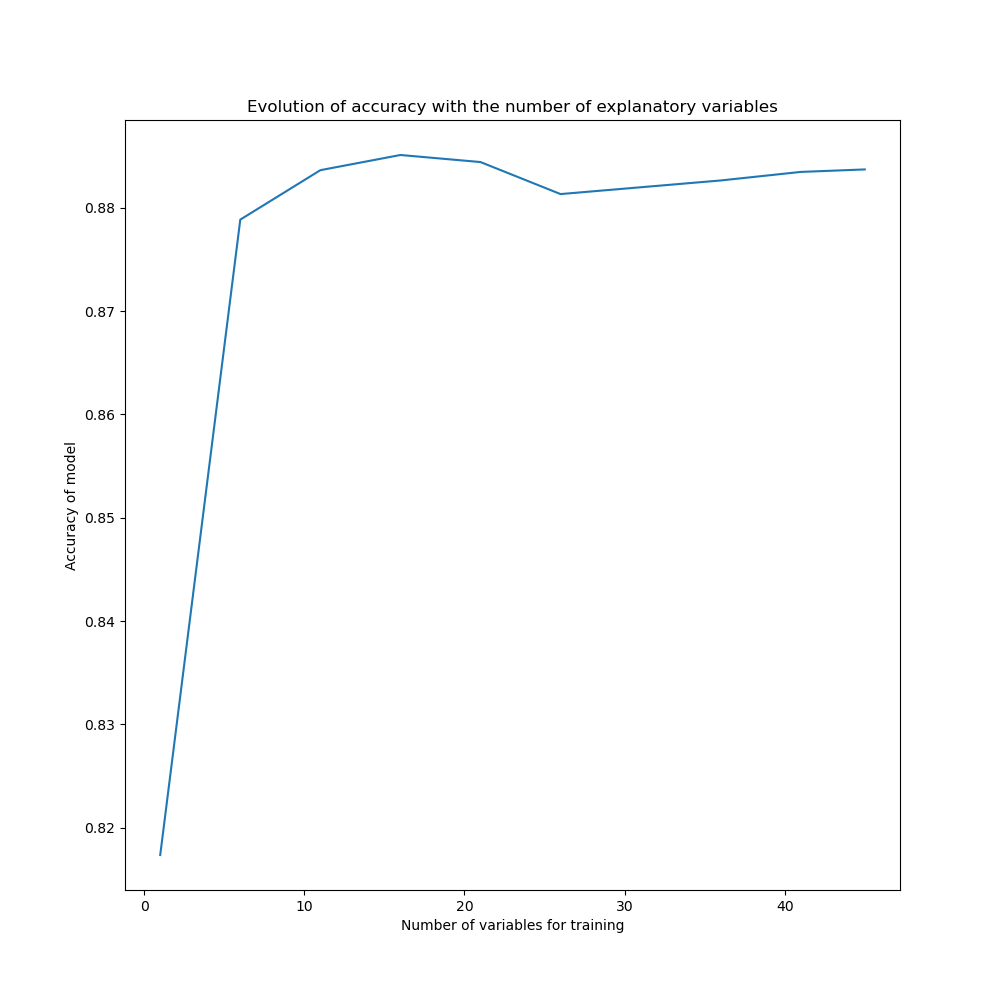 Evolution of accuracy with the number of explanatory variables
0.88
0.87
0.86
0.85
0.84
0.83
0.82
Accuracy of model
0 10 20 30 40
Number of variables for training